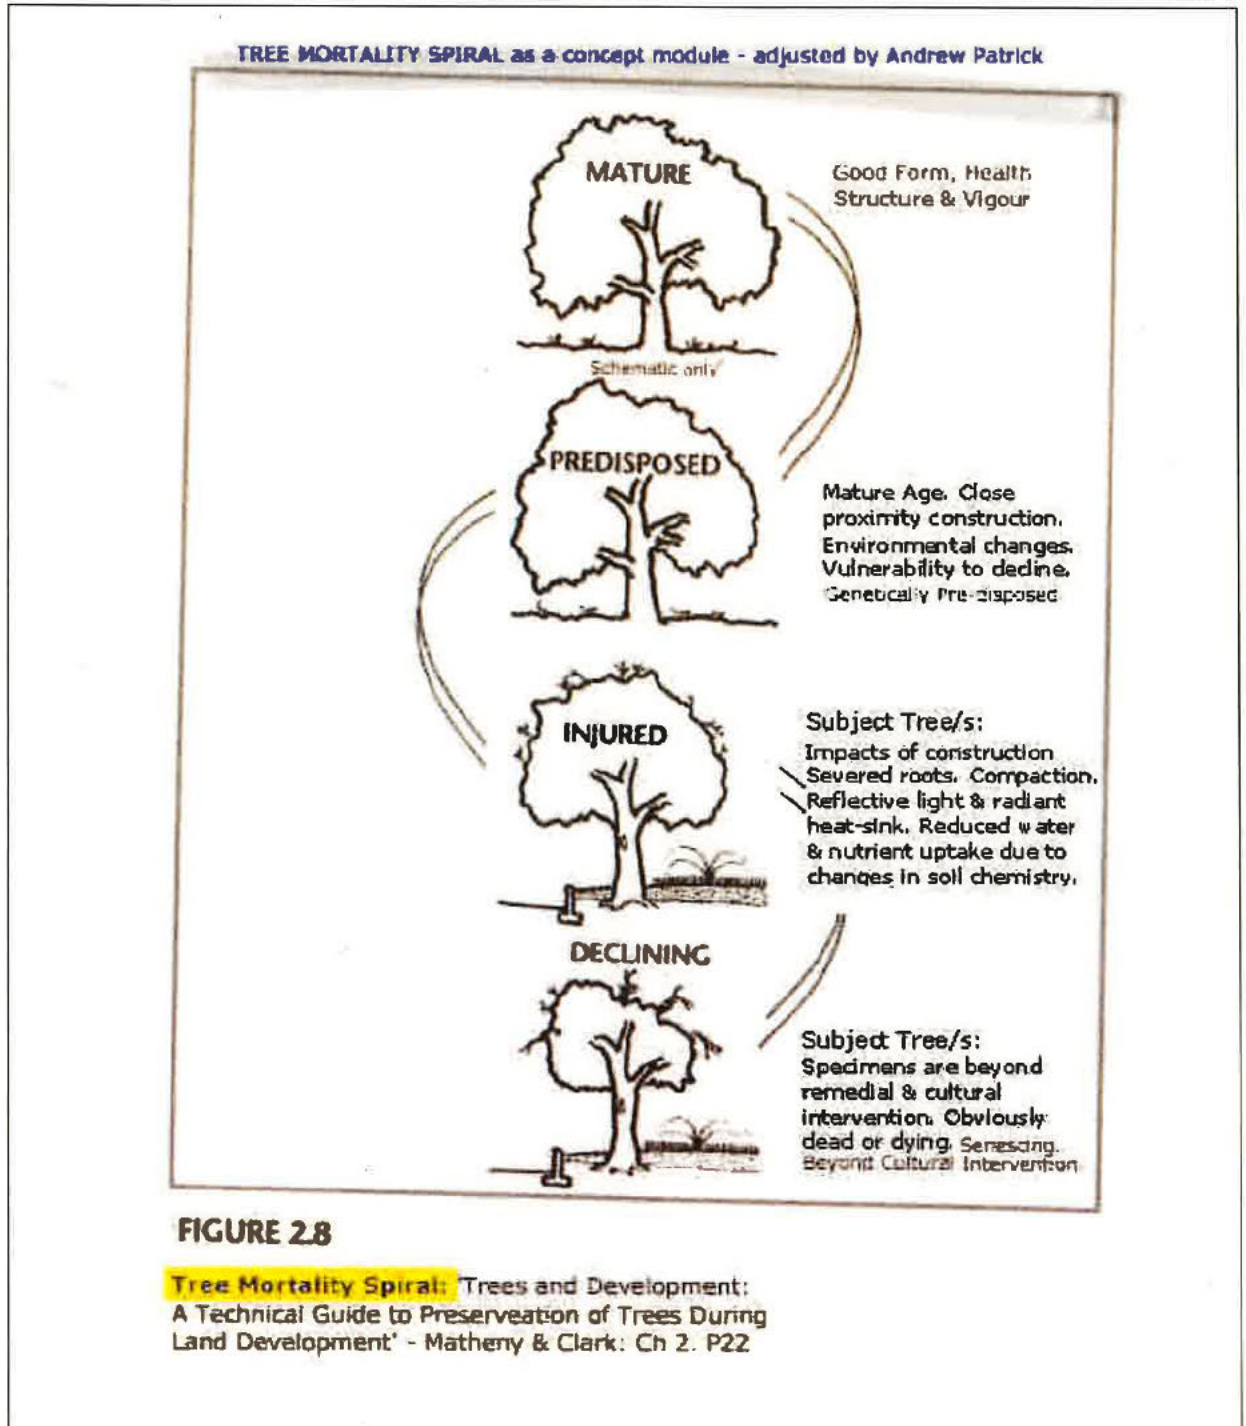 TREE MORTALITY SPIRAL as a concept module - adjusted by Andrew Patrick
MATURE
Good Form, Health
Structure & Vigour
Schematic only
PREDISPOSED
Mature Age. Close
proximity construction.
Environmental changes.
Vulnerability to decline.
Genetically Pre-disposed
INJURED
Subject Tree/s:
Impacts of construction
Severed roots. Compaction.
Reflective light & radiant
heat-sink. Reduced water
& nutrient uptake due to
changes in soil chemistry.
DECLINING
Subject Tree/s:
Specimens are beyond
remedial & cultural
intervention. Obviously
dead or dying. Senescing.
Beyond Cultural Intervention
FIGURE 2.8
Tree Mortality Spiral: 'Trees and Development:
A Technical Guide to Preserveation of Trees During
Land Development' - Matheny & Clark: Ch 2. P22